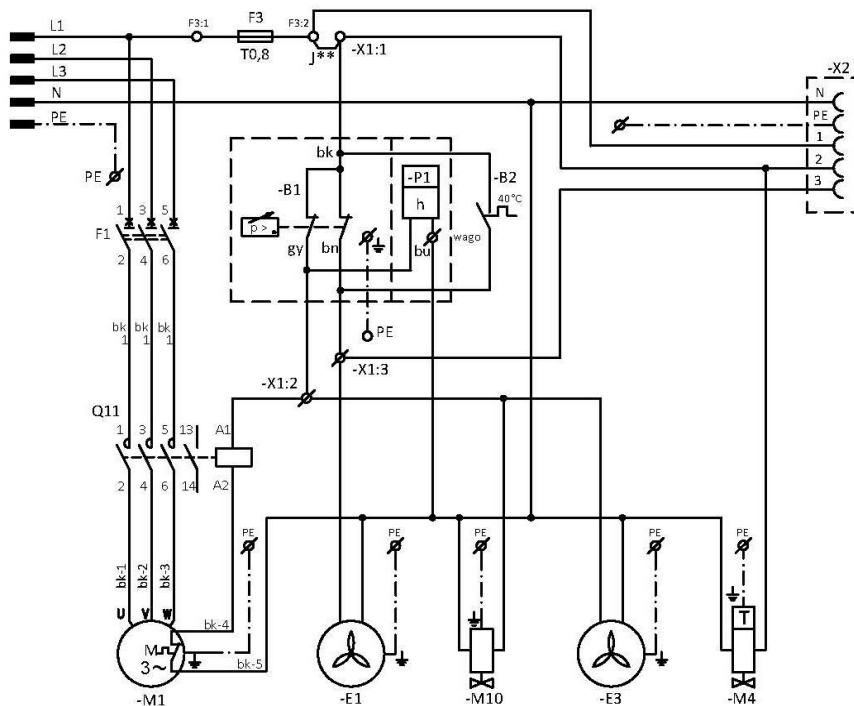 L1
F3:1
F3
F3:2
T0,8
J**
-X1:1
L2
L3
N
PE
-X2
N
PE
1
2
3
PE
bk
-B1
-P1
h
-B2
40°C
p >
gy
bn
bu
wago
PE
1 3 5
F1
2 4 6
bk 1
bk 1
bk 1
-X1:3
-X1:2
Q11
1 3 5 13
A1
2 4 6 14
A2
PE
PE
PE
PE
bk-1
bk-2
bk-3
U V W
bk-4
M
3~
bk-5
T
-M1
-E1
-M10
-E3
-M4